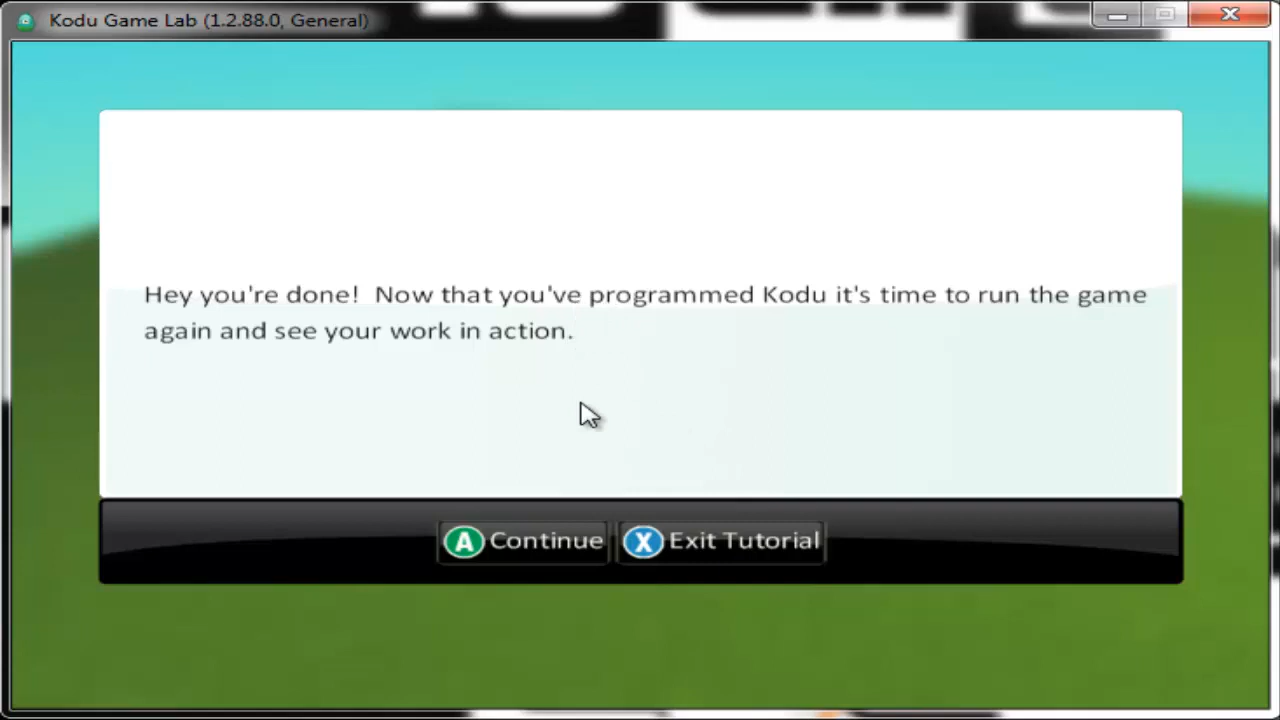 Kodu Game Lab (1.2.88.0, General)
Hey you're done!  Now that you've programmed Kodu it's time to run the game
again and see your work in action.
A Continue X Exit Tutorial